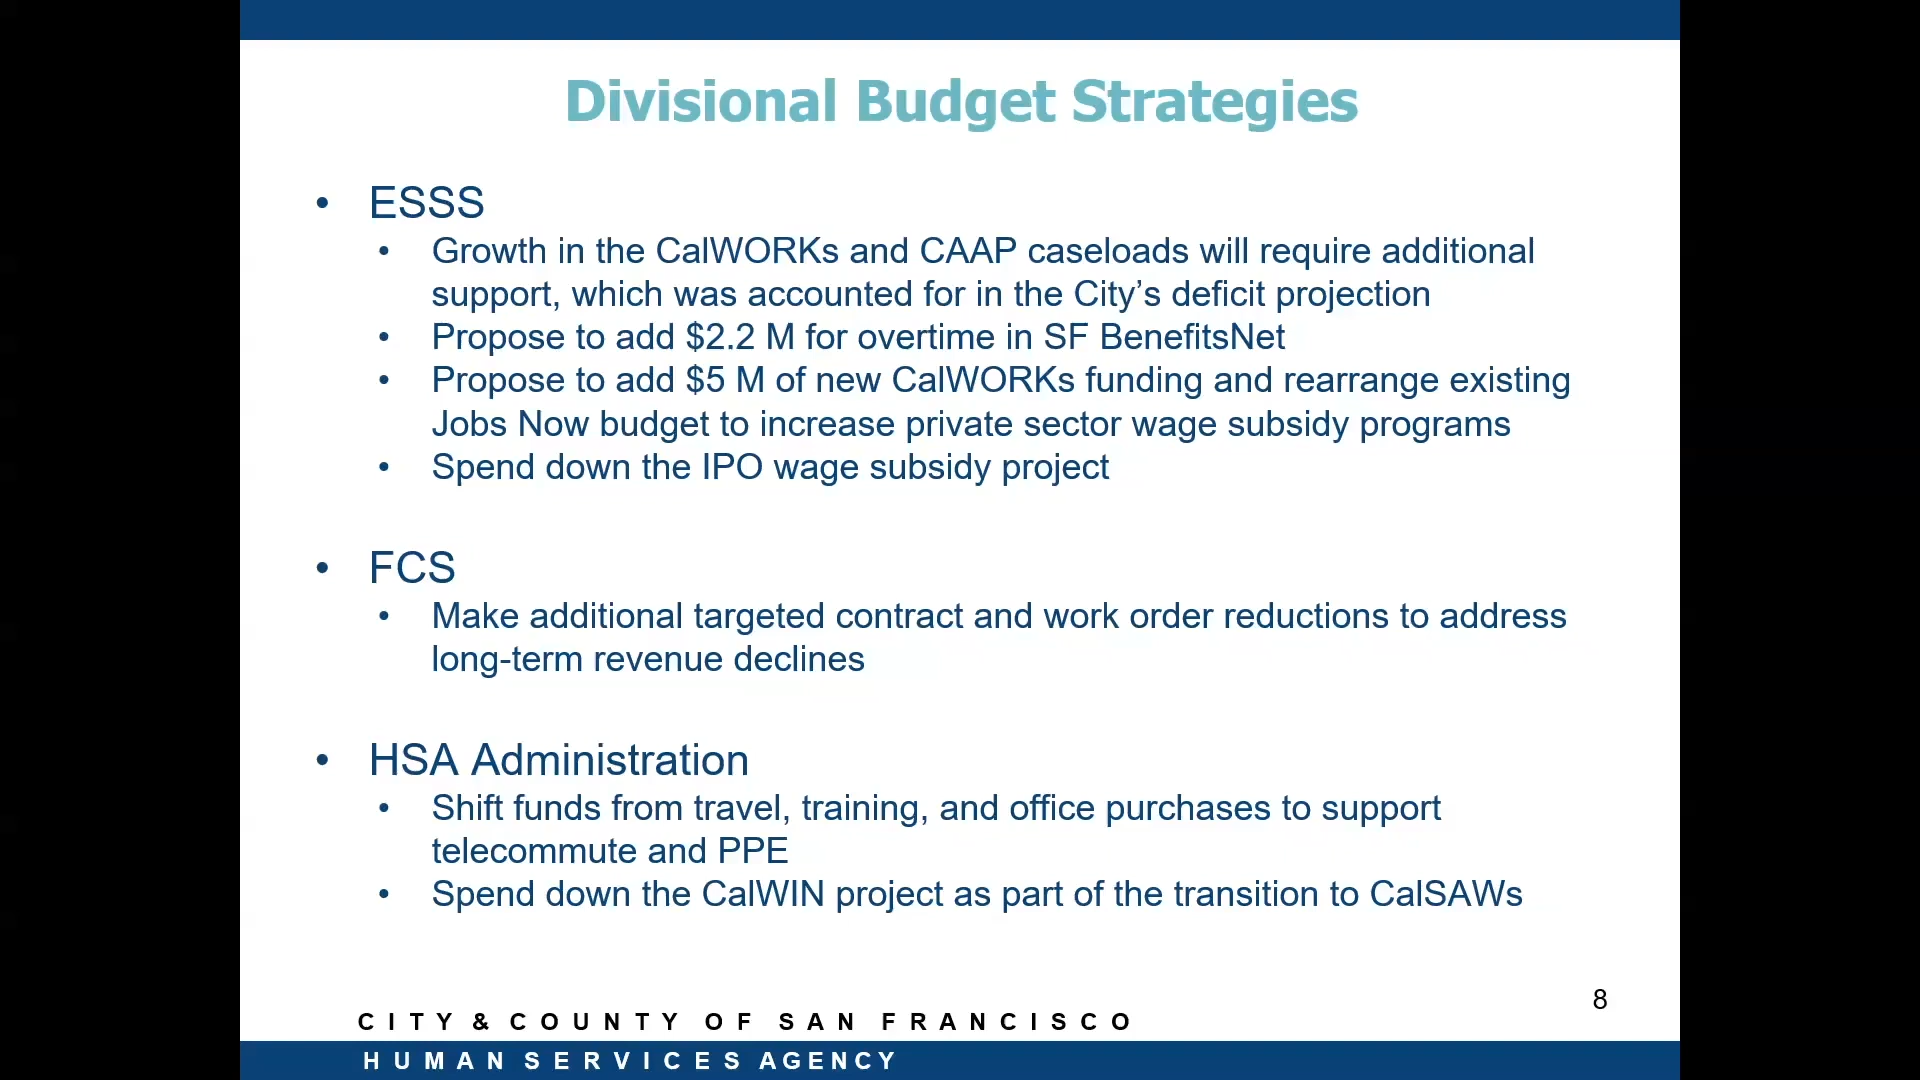 Divisional Budget Strategies
• ESSS
• Growth in the CalWORKs and CAAP caseloads will require additional
support, which was accounted for in the City’s deficit projection
• Propose to add $2.2 M for overtime in SF BenefitsNet
• Propose to add $5 M of new CalWORKs funding and rearrange existing
Jobs Now budget to increase private sector wage subsidy programs
• Spend down the IPO wage subsidy project
• FCS
• Make additional targeted contract and work order reductions to address
long-term revenue declines
• HSA Administration
• Shift funds from travel, training, and office purchases to support
telecommute and PPE
• Spend down the CalWIN project as part of the transition to CalSAWs
8
CITY & COUNTY OF SAN FRANCISCO
HUMAN SERVICES AGENCY